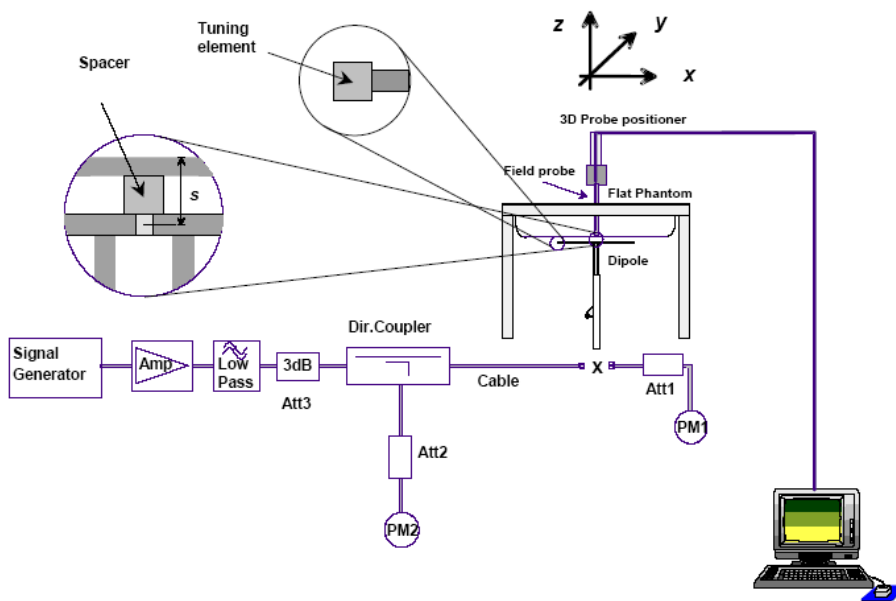 Tuning
element
Spacer
s
z
y
x
3D Probe positioner
Field probe
Flat Phantom
Dipole
Dir.Coupler
Signal
Generator
Amp
Low
Pass
3dB
Att3
Cable
X
Att1
PM1
Att2
PM2